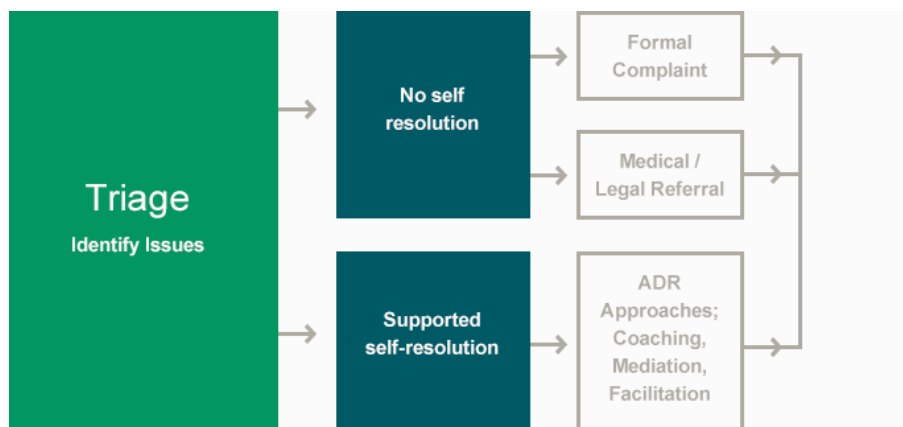 Triage
Identify Issues
No self
resolution
Supported
self-resolution
Formal
Complaint
Medical /
Legal Referral
ADR
Approaches;
Coaching,
Mediation,
Facilitation